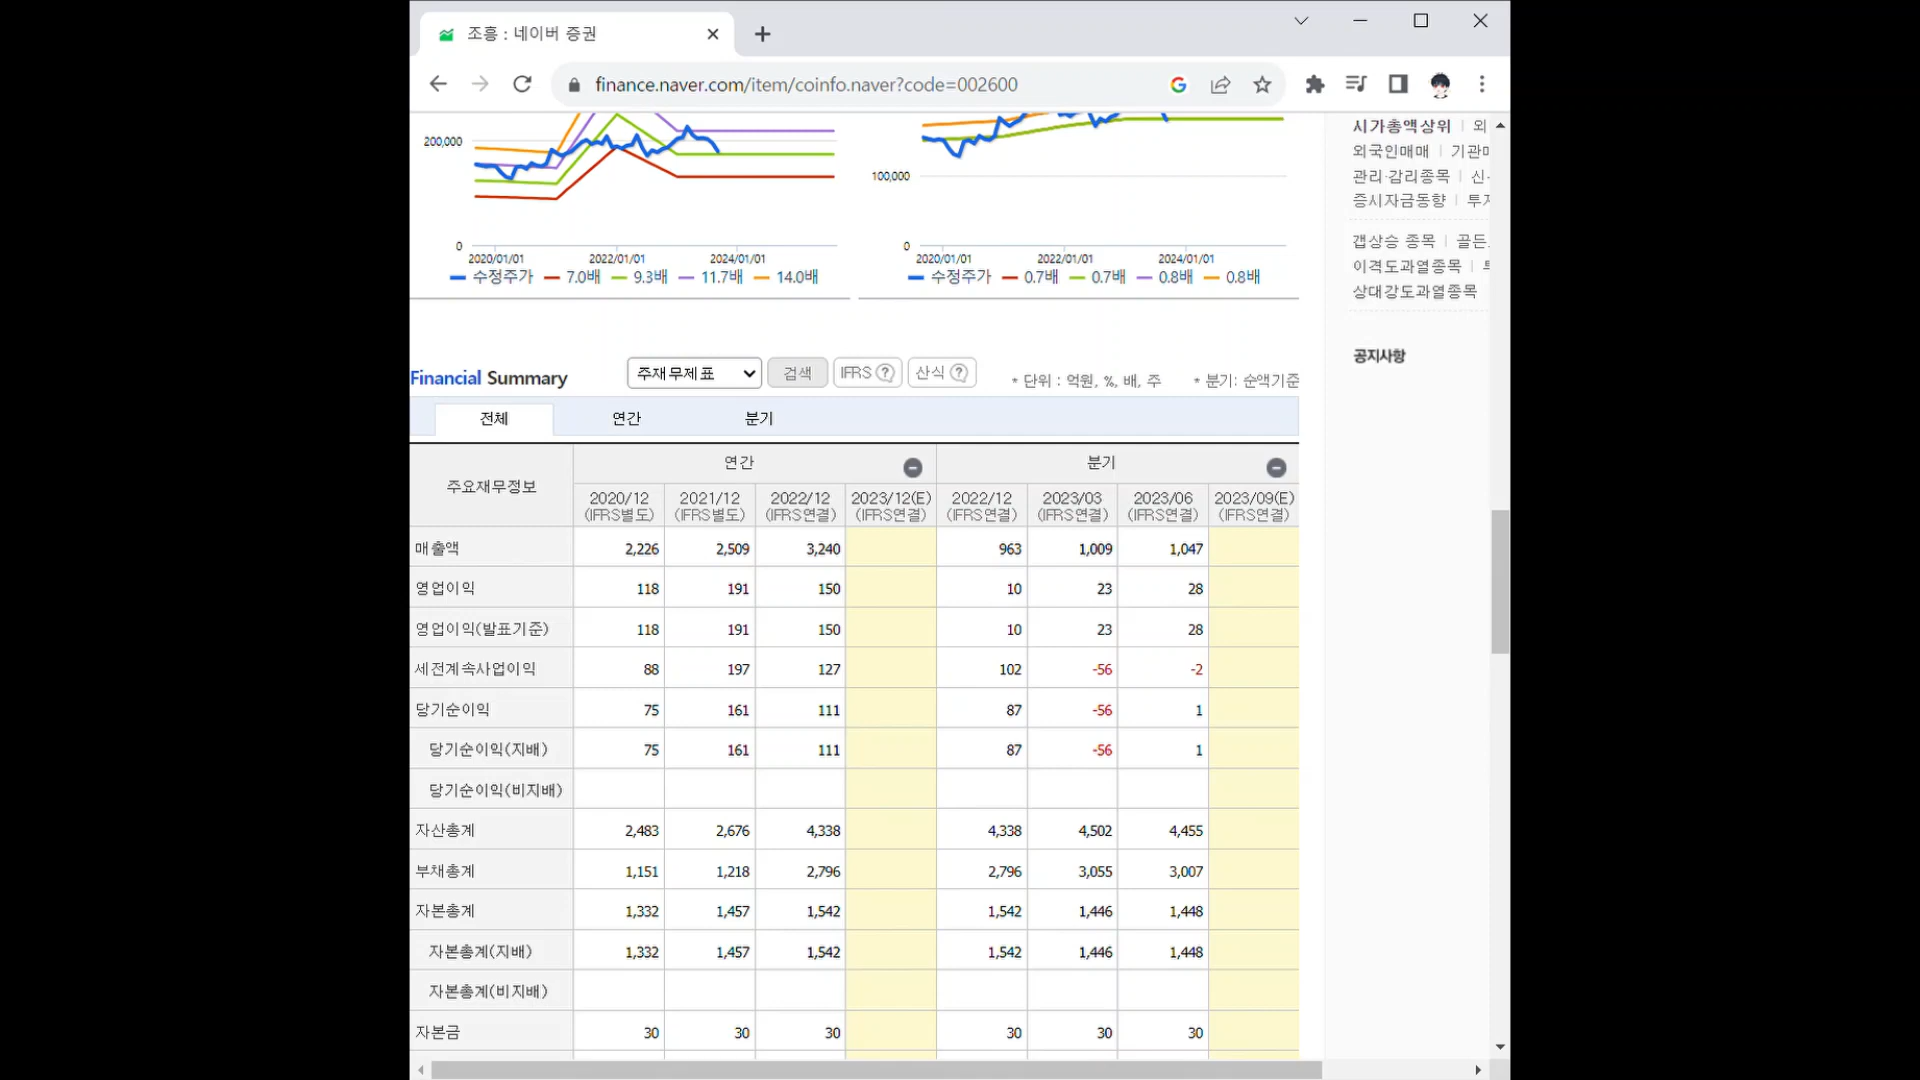 조흥 : 네이버 증권
finance.naver.com/item/coinfo.naver?code=002600
200,000
0
2020/01/01 2022/01/01 2024/01/01
수정주가 7.0배 9.3배 11.7배 14.0배
100,000
0
2020/01/01 2022/01/01 2024/01/01
수정주가 0.7배 0.7배 0.8배 0.8배
시가총액상위 외
외국인매매 기관
관리·감리종목 신
증시자금동향 투
갭상승 종목 골든
이격도과열종목
상대강도과열종목
공지사항
Financial Summary 주재무제표 검색 IFRS ? 산식 ? * 단위 : 억원, %, 배, 주 * 분기: 순액기준
전체 연간 분기
주요재무정보 연간 분기
2020/12 2021/12 2022/12 2023/12(E) 2022/12 2023/03 2023/06 2023/09(E)
(IFRS별도) (IFRS별도) (IFRS연결) (IFRS연결) (IFRS연결) (IFRS연결) (IFRS연결) (IFRS연결)
매출액 2,226 2,509 3,240 963 1,009 1,047
영업이익 118 191 150 10 23 28
영업이익(발표기준) 118 191 150 10 23 28
세전계속사업이익 88 197 127 102 -56 -2
당기순이익 75 161 111 87 -56 1
당기순이익(지배) 75 161 111 87 -56 1
당기순이익(비지배)
자산총계 2,483 2,676 4,338 4,338 4,502 4,455
부채총계 1,151 1,218 2,796 2,796 3,055 3,007
자본총계 1,332 1,457 1,542 1,542 1,446 1,448
자본총계(지배) 1,332 1,457 1,542 1,542 1,446 1,448
자본총계(비지배)
자본금 30 30 30 30 30 30